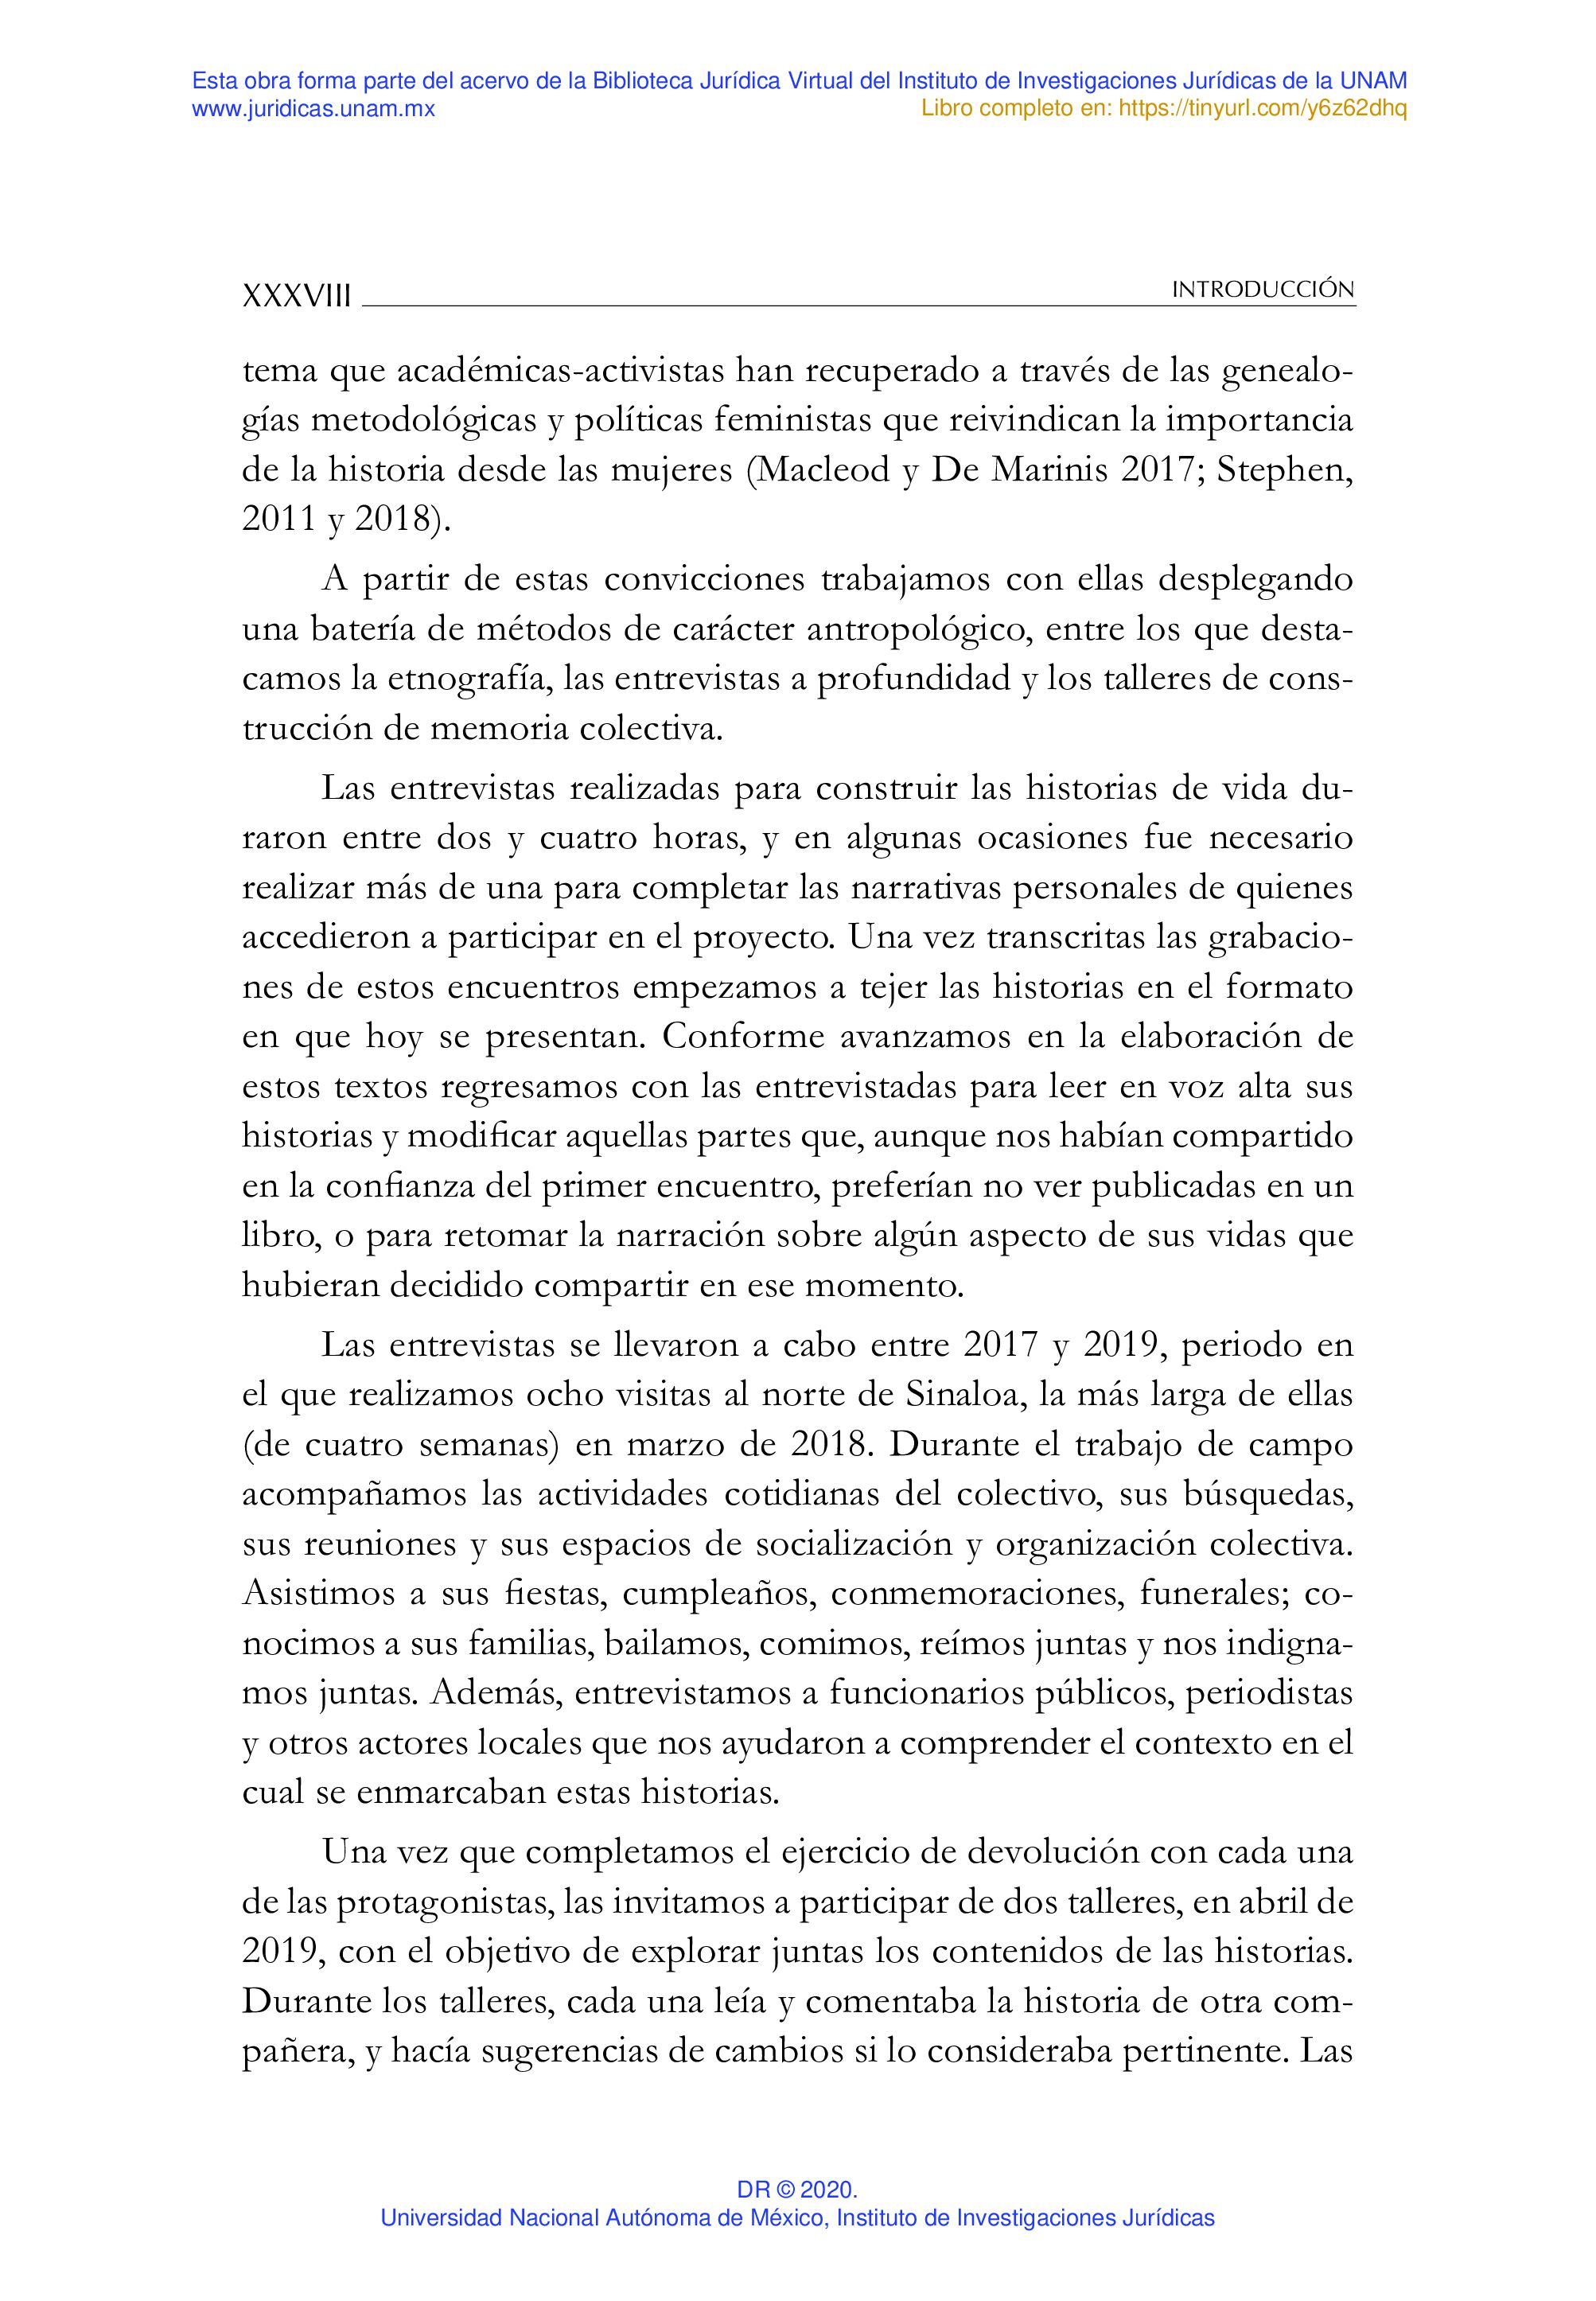 Esta obra forma parte del acervo de la Biblioteca Jurídica Virtual del Instituto de Investigaciones Jurídicas de la UNAM
www.juridicas.unam.mx
Libro completo en: https://tinyurl.com/y6z62dhq
XXXVIII
INTRODUCCIÓN
tema que académicas-activistas han recuperado a través de las genealo-
gías metodológicas y políticas feministas que reivindican la importancia
de la historia desde las mujeres (Macleod y De Marinis 2017; Stephen,
2011 y 2018).
A partir de estas convicciones trabajamos con ellas desplegando
una batería de métodos de carácter antropológico, entre los que desta-
camos la etnografía, las entrevistas a profundidad y los talleres de cons-
trucción de memoria colectiva.
Las entrevistas realizadas para construir las historias de vida du-
raron entre dos y cuatro horas, y en algunas ocasiones fue necesario
realizar más de una para completar las narrativas personales de quienes
accedieron a participar en el proyecto. Una vez transcritas las grabacio-
nes de estos encuentros empezamos a tejer las historias en el formato
en que hoy se presentan. Conforme avanzamos en la elaboración de
estos textos regresamos con las entrevistadas para leer en voz alta sus
historias y modificar aquellas partes que, aunque nos habían compartido
en la confianza del primer encuentro, preferían no ver publicadas en un
libro, o para retomar la narración sobre algún aspecto de sus vidas que
hubieran decidido compartir en ese momento.
Las entrevistas se llevaron a cabo entre 2017 y 2019, periodo en
el que realizamos ocho visitas al norte de Sinaloa, la más larga de ellas
(de cuatro semanas) en marzo de 2018. Durante el trabajo de campo
acompañamos las actividades cotidianas del colectivo, sus búsquedas,
sus reuniones y sus espacios de socialización y organización colectiva.
Asistimos a sus fiestas, cumpleaños, conmemoraciones, funerales; co-
nocimos a sus familias, bailamos, comimos, reímos juntas y nos indigna-
mos juntas. Además, entrevistamos a funcionarios públicos, periodistas
y otros actores locales que nos ayudaron a comprender el contexto en el
cual se enmarcaban estas historias.
Una vez que completamos el ejercicio de devolución con cada una
de las protagonistas, las invitamos a participar de dos talleres, en abril de
2019, con el objetivo de explorar juntas los contenidos de las historias.
Durante los talleres, cada una leía y comentaba la historia de otra com-
pañera, y hacía sugerencias de cambios si lo consideraba pertinente. Las
DR © 2020.
Universidad Nacional Autónoma de México, Instituto de Investigaciones Jurídicas